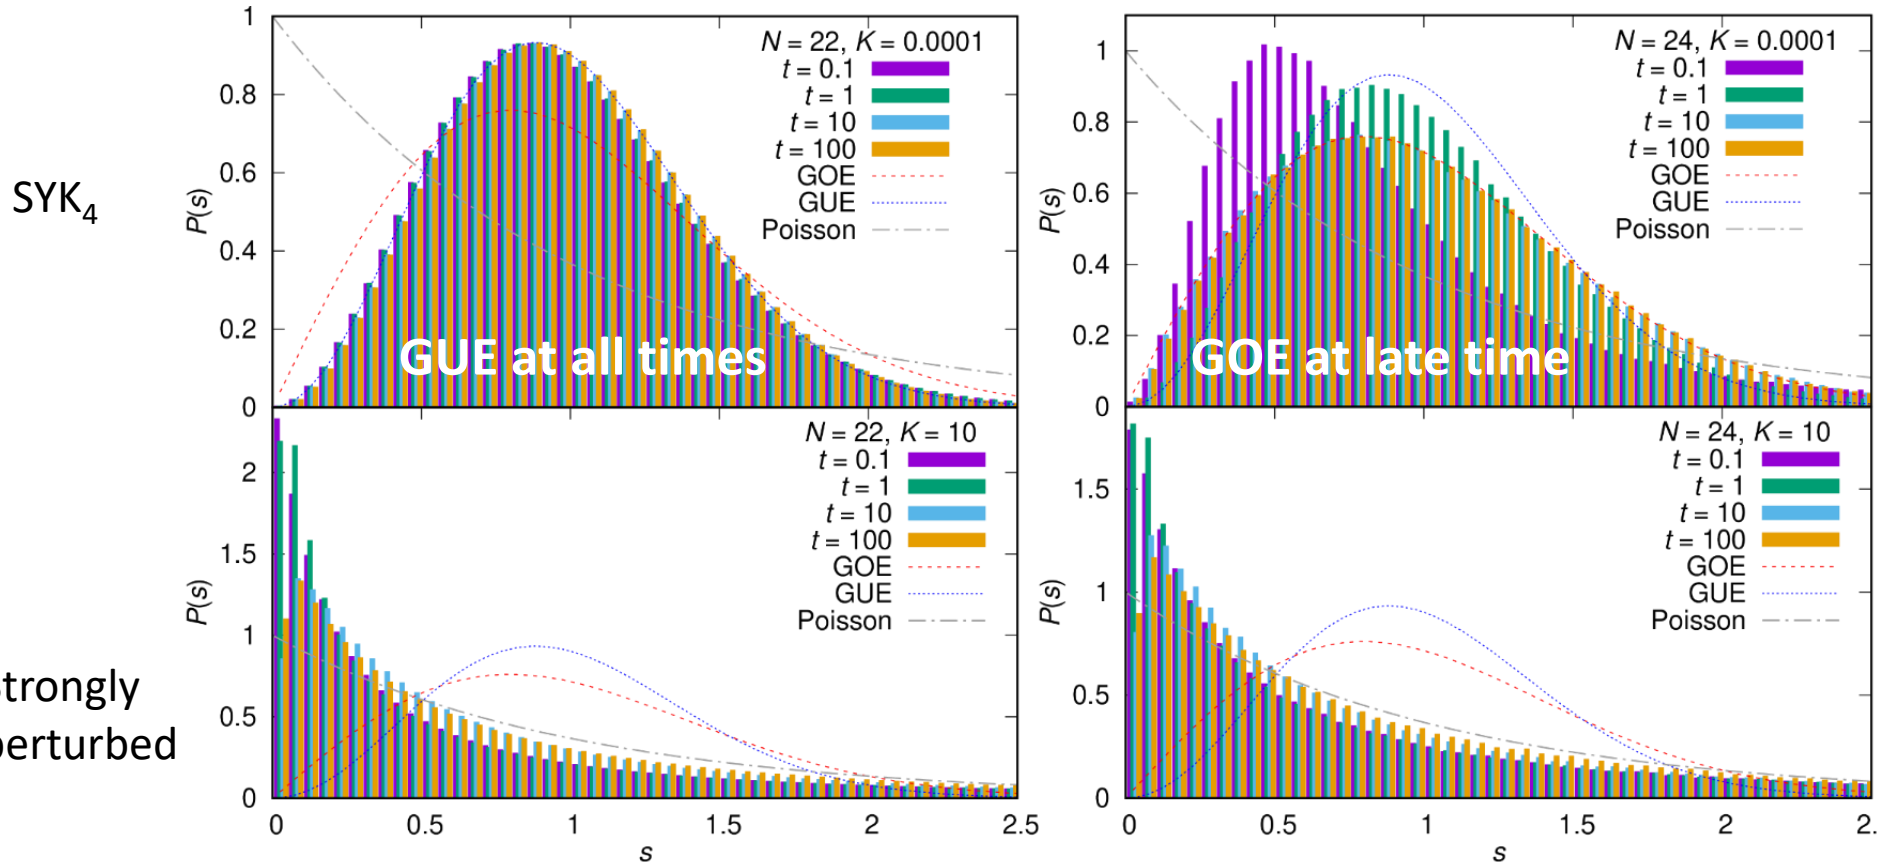 SYK4
P(s)
1
0.8
0.6
0.4
0.2
0
N = 22, K = 0.0001
t = 0.1
t = 1
t = 10
t = 100
GOE
GUE
Poisson
GUE at all times
P(s)
1
0.8
0.6
0.4
0.2
0
N = 24, K = 0.0001
t = 0.1
t = 1
t = 10
t = 100
GOE
GUE
Poisson
GOE at late time
trongly
perturbed
P(s)
2
1.5
1
0.5
0
N = 22, K = 10
t = 0.1
t = 1
t = 10
t = 100
GOE
GUE
Poisson
0 0.5 1 1.5 2 2.5
s
P(s)
1.5
1
0.5
0
N = 24, K = 10
t = 0.1
t = 1
t = 10
t = 100
GOE
GUE
Poisson
0 0.5 1 1.5 2 2.
s